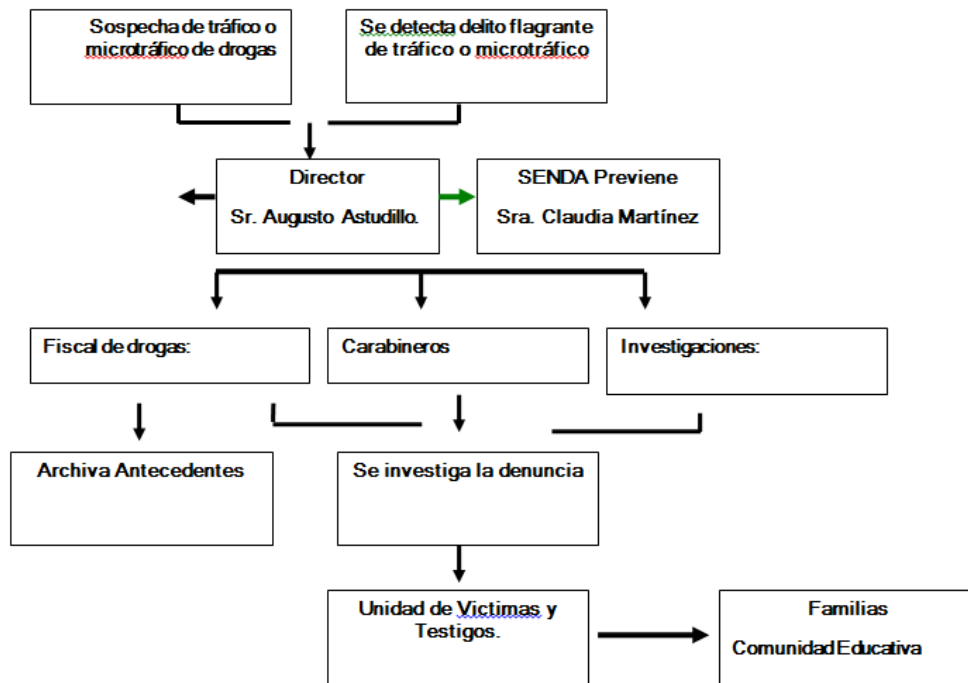 Sospecha de tráfico o
microtráfico de drogas
Se detecta delito flagrante
de tráfico o microtráfico
Director
Sr. Augusto Astudillo.
SENDA Previene
Sra. Claudia Martínez
Fiscal de drogas:
Carabineros
Investigaciones:
Archiva Antecedentes
Se investiga la denuncia
Unidad de Victimas y
Testigos.
Familias
Comunidad Educativa